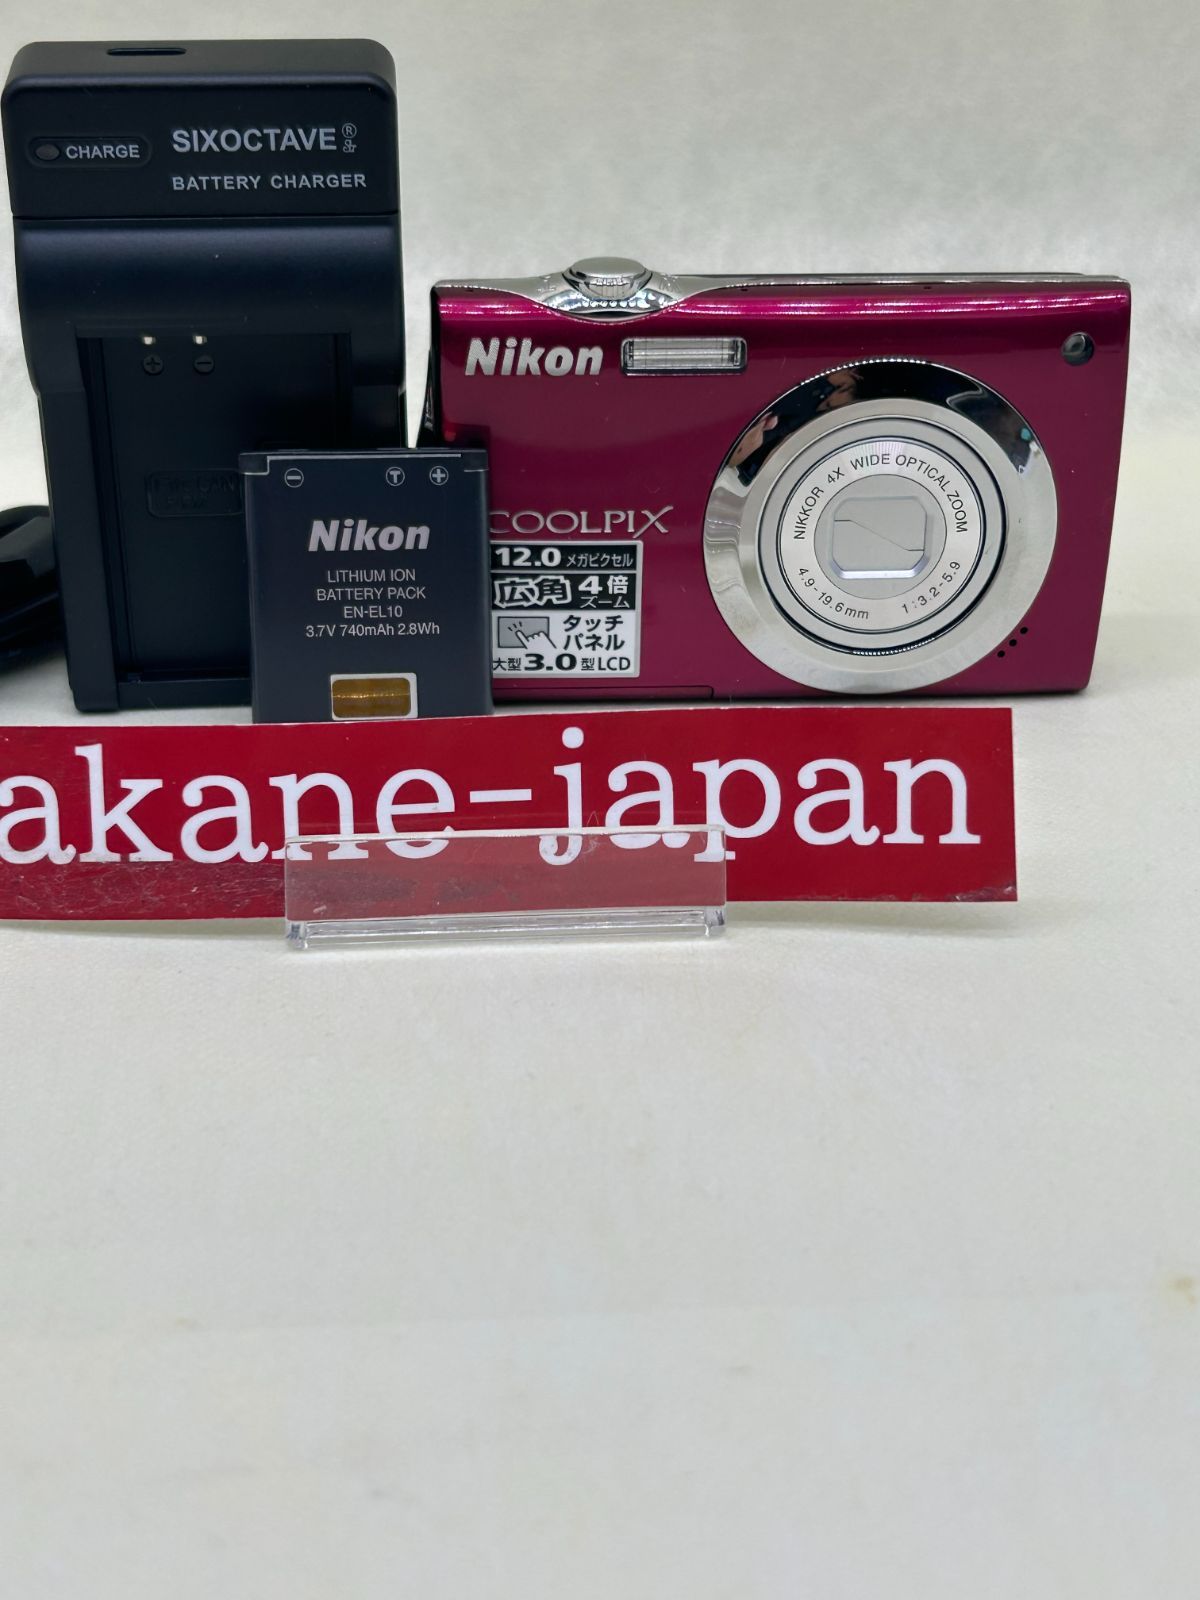 CHARGE
SIXOCTAVE®
BATTERY CHARGER
+ −
− T +
Nikon
LITHIUM ION
BATTERY PACK
EN-EL10
3.7V 740mAh 2.8Wh
Nikon
COOLPIX
12.0 メガピクセル
広角 4倍
ズーム
タッチ
パネル
大型3.0型LCD
NIKKOR 4X WIDE OPTICAL ZOOM
4.9-19.6mm 1:3.2-5.9
akane-japan